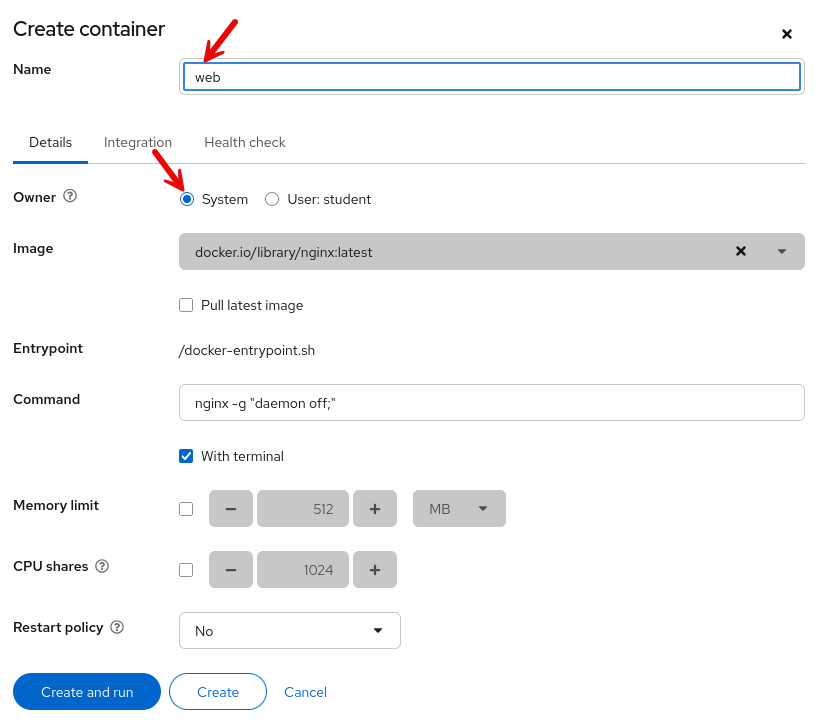 Create container
Name
web
Details Integration Health check
Owner System User: student
Image docker.io/library/nginx:latest
Pull latest image
Entrypoint /docker-entrypoint.sh
Command nginx -g "daemon off;"
With terminal
Memory limit 512 MB
CPU shares 1024
Restart policy No
Create and run Create Cancel